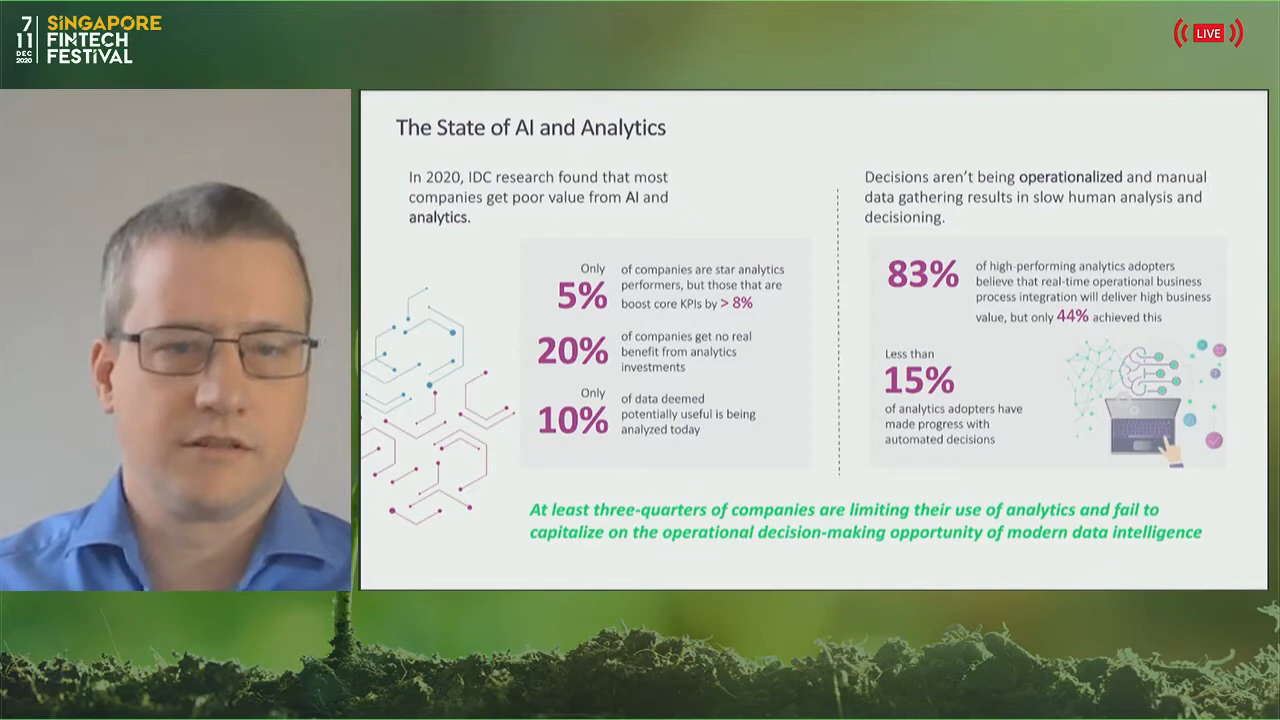 7
11
DEC
2020
SiNGAPORE
FiNTECH
FESTiVAL
LIVE
The State of AI and Analytics
In 2020, IDC research found that most
companies get poor value from AI and
analytics.
Only
5%
of companies are star analytics
performers, but those that are
boost core KPIs by > 8%
20%
of companies get no real
benefit from analytics
investments
Only
10%
of data deemed
potentially useful is being
analyzed today
Decisions aren't being operationalized and manual
data gathering results in slow human analysis and
decisioning.
83%
of high-performing analytics adopters
believe that real-time operational business
process integration will deliver high business
value, but only 44% achieved this
Less than
15%
of analytics adopters have
made progress with
automated decisions
At least three-quarters of companies are limiting their use of analytics and fail to
capitalize on the operational decision-making opportunity of modern data intelligence